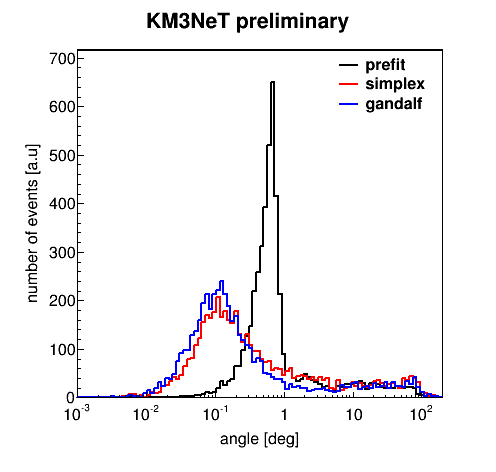 KM3NeT preliminary
prefit
simplex
gandalf
number of events [a.u]
700
600
500
400
300
200
100
0
10⁻³ 10⁻² 10⁻¹ 1 10 10²
angle [deg]